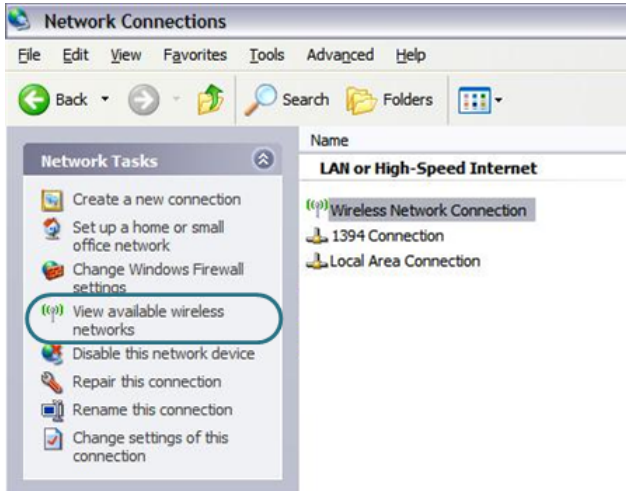 Network Connections
File Edit View Favorites Tools Advanced Help
Back Search Folders
Network Tasks
Create a new connection
Set up a home or small
office network
Change Windows Firewall
settings
View available wireless
networks
Disable this network device
Repair this connection
Rename this connection
Change settings of this
connection
Name
LAN or High-Speed Internet
Wireless Network Connection
1394 Connection
Local Area Connection